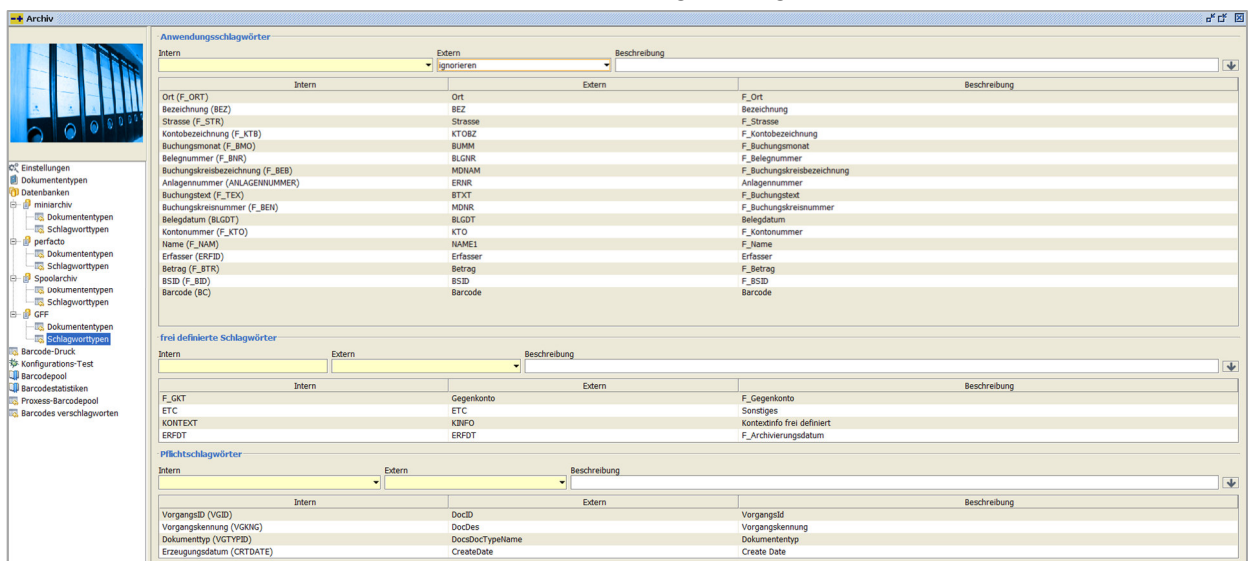 Archiv
Einstellungen
Dokumententypen
Datenbanken
miniarchiv
Dokumententypen
Schlagworttypen
perfacto
Dokumententypen
Schlagworttypen
Spoolarchiv
Dokumententypen
Schlagworttypen
GFF
Dokumententypen
Schlagworttypen
Barcode-Druck
Konfigurations-Test
Barcodepool
Barcodestatistiken
Proxess-Barcodepool
Barcodes verschlagworten
Anwendungsschlagwörter
Intern Extern Beschreibung
ignorieren
Intern Extern Beschreibung
Ort (F_ORT) Ort F_Ort
Bezeichnung (BEZ) BEZ Bezeichnung
Strasse (F_STR) Strasse F_Strasse
Kontobezeichnung (F_KTB) KTOBZ F_Kontobezeichnung
Buchungsmonat (F_BMO) BUMM F_Buchungsmonat
Belegnummer (F_BNR) BLGNR F_Belegnummer
Buchungskreisbezeichnung (F_BEB) MDNAM F_Buchungskreisbezeichnung
Anlagennummer (ANLAGENNUMMER) ERNR Anlagennummer
Buchungstext (F_TEX) BTXT F_Buchungstext
Buchungskreisnummer (F_BEN) MDNR F_Buchungskreisnummer
Belegdatum (BLGDT) BLGDT Belegdatum
Kontonummer (F_KTO) KTO F_Kontonummer
Name (F_NAM) NAME1 F_Name
Erfasser (ERFID) Erfasser Erfasser
Betrag (F_BTR) Betrag F_Betrag
BSID (F_BID) BSID F_BSID
Barcode (BC) Barcode Barcode
frei definierte Schlagwörter
Intern Extern Beschreibung
Intern Extern Beschreibung
F_GKT Gegenkonto F_Gegenkonto
ETC ETC Sonstiges
KONTEXT KINFO Kontextinfo frei definiert
ERFDT ERFDT F_Archivierungsdatum
Pflichtschlagwörter
Intern Extern Beschreibung
Intern Extern Beschreibung
VorgangsID (VGID) DocID VorgangsId
Vorgangskennung (VGKNG) DocDes Vorgangskennung
Dokumenttyp (VGTYPID) DocsDocTypeName Dokumententyp
Erzeugungsdatum (CRTDATE) CreateDate Create Date